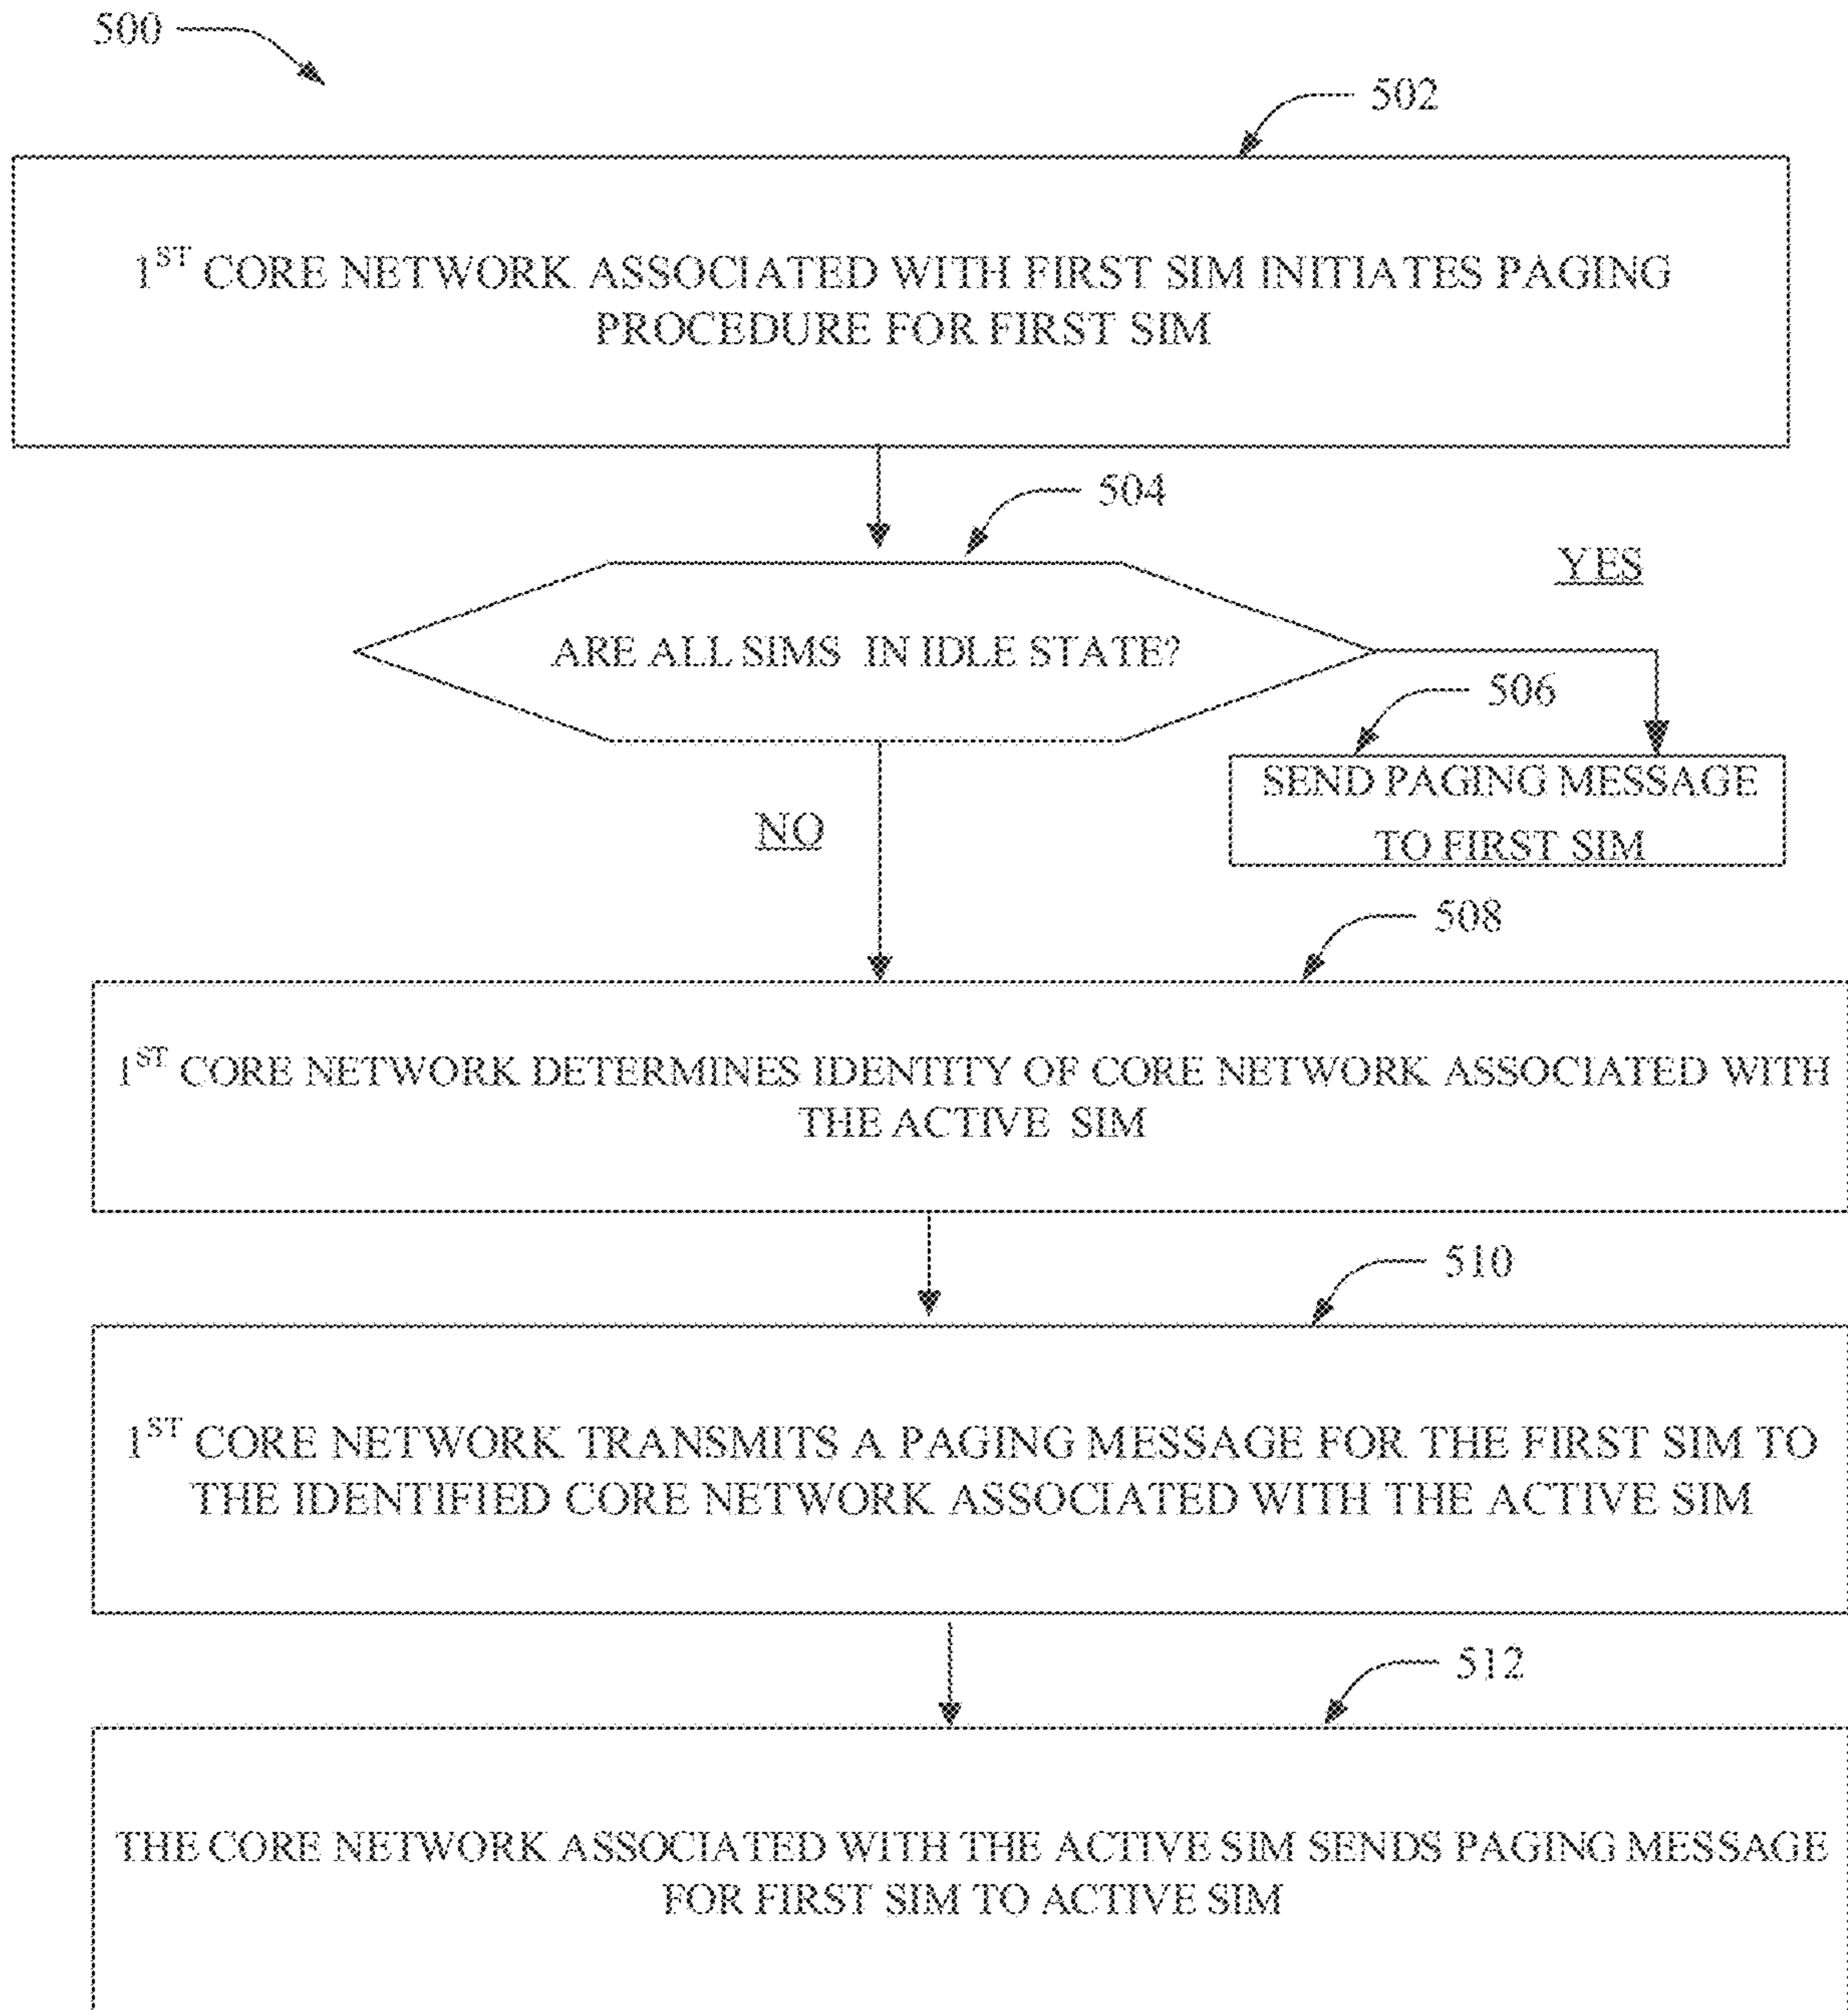 500
502
1ST CORE NETWORK ASSOCIATED WITH FIRST SIM INITIATES PAGING
PROCEDURE FOR FIRST SIM
504
YES
ARE ALL SIMS IN IDLE STATE?
506
SEND PAGING MESSAGE
TO FIRST SIM
NO
508
1ST CORE NETWORK DETERMINES IDENTITY OF CORE NETWORK ASSOCIATED WITH
THE ACTIVE SIM
510
1ST CORE NETWORK TRANSMITS A PAGING MESSAGE FOR THE FIRST SIM TO
THE IDENTIFIED CORE NETWORK ASSOCIATED WITH THE ACTIVE SIM
512
THE CORE NETWORK ASSOCIATED WITH THE ACTIVE SIM SENDS PAGING MESSAGE
FOR FIRST SIM TO ACTIVE SIM